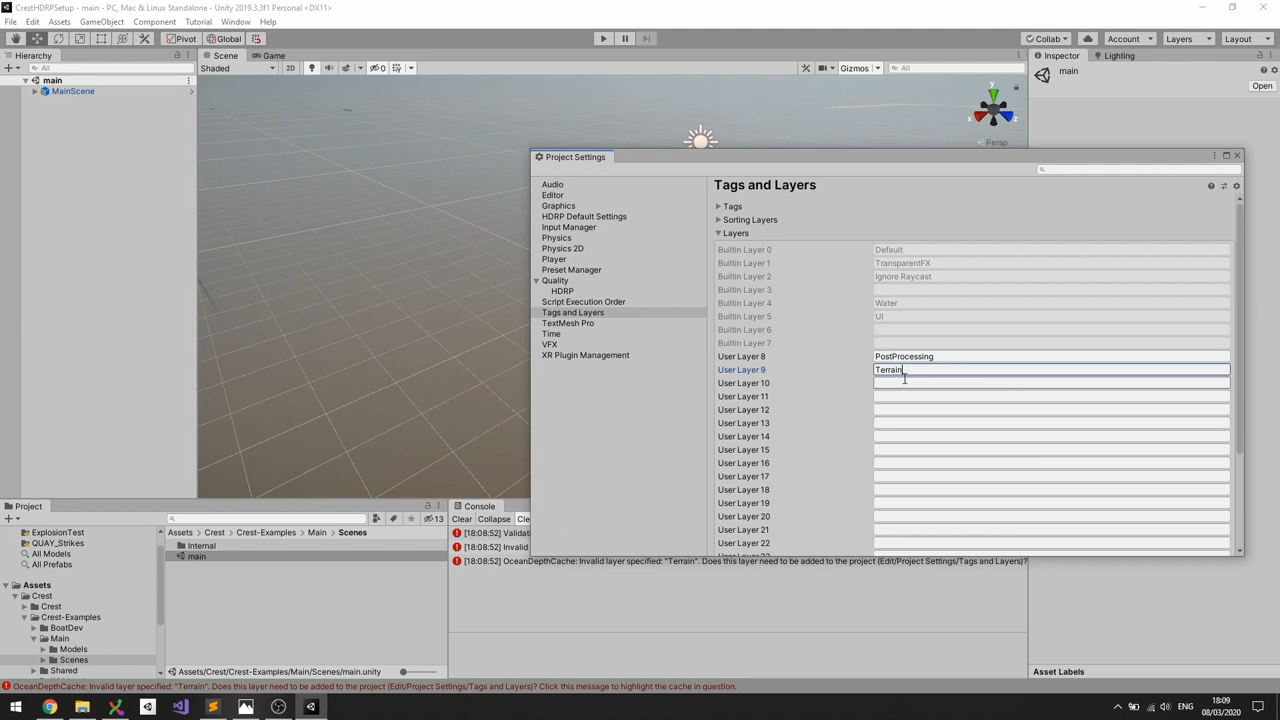 CrestHDRPSetup - main - PC, Mac & Linux Standalone - Unity 2019.3.3f1 Personal <DX11>
File Edit Assets GameObject Component Tutorial Window Help
Pivot Global Collab Account Layers Layout
Hierarchy
All
main
MainScene
Scene Game
Shaded 2D 0 Gizmos All
y
x z
Persp
Inspector Lighting
main
Open
Project Settings
Audio
Editor
Graphics
HDRP Default Settings
Input Manager
Physics
Physics 2D
Player
Preset Manager
Quality
HDRP
Script Execution Order
Tags and Layers
TextMesh Pro
Time
VFX
XR Plugin Management
Tags and Layers
Tags
Sorting Layers
Layers
Builtin Layer 0 Default
Builtin Layer 1 TransparentFX
Builtin Layer 2 Ignore Raycast
Builtin Layer 3
Builtin Layer 4 Water
Builtin Layer 5 UI
Builtin Layer 6
Builtin Layer 7
User Layer 8 PostProcessing
User Layer 9 Terrain
User Layer 10
User Layer 11
User Layer 12
User Layer 13
User Layer 14
User Layer 15
User Layer 16
User Layer 17
User Layer 18
User Layer 19
User Layer 20
User Layer 21
User Layer 22
Project
13
ExplosionTest
QUAY_Strikes
All Models
All Prefabs
Assets
Crest
Crest
Crest-Examples
BoatDev
Main
Models
Scenes
Shared
Assets Crest Crest-Examples Main Scenes
Internal
main
Assets/Crest/Crest-Examples/Main/Scenes/main.unity
Console
Clear Collapse Cle
[18:08:52] Validat
[18:08:52] Invalid
[18:08:52] OceanDepthCache: Invalid layer specified: "Terrain". Does this layer need to be added to the project (Edit/Project Settings/Tags and Layers)?
Asset Labels
OceanDepthCache: Invalid layer specified: "Terrain". Does this layer need to be added to the project (Edit/Project Settings/Tags and Layers)? Click this message to highlight the cache in question.
ENG
18:09
08/03/2020